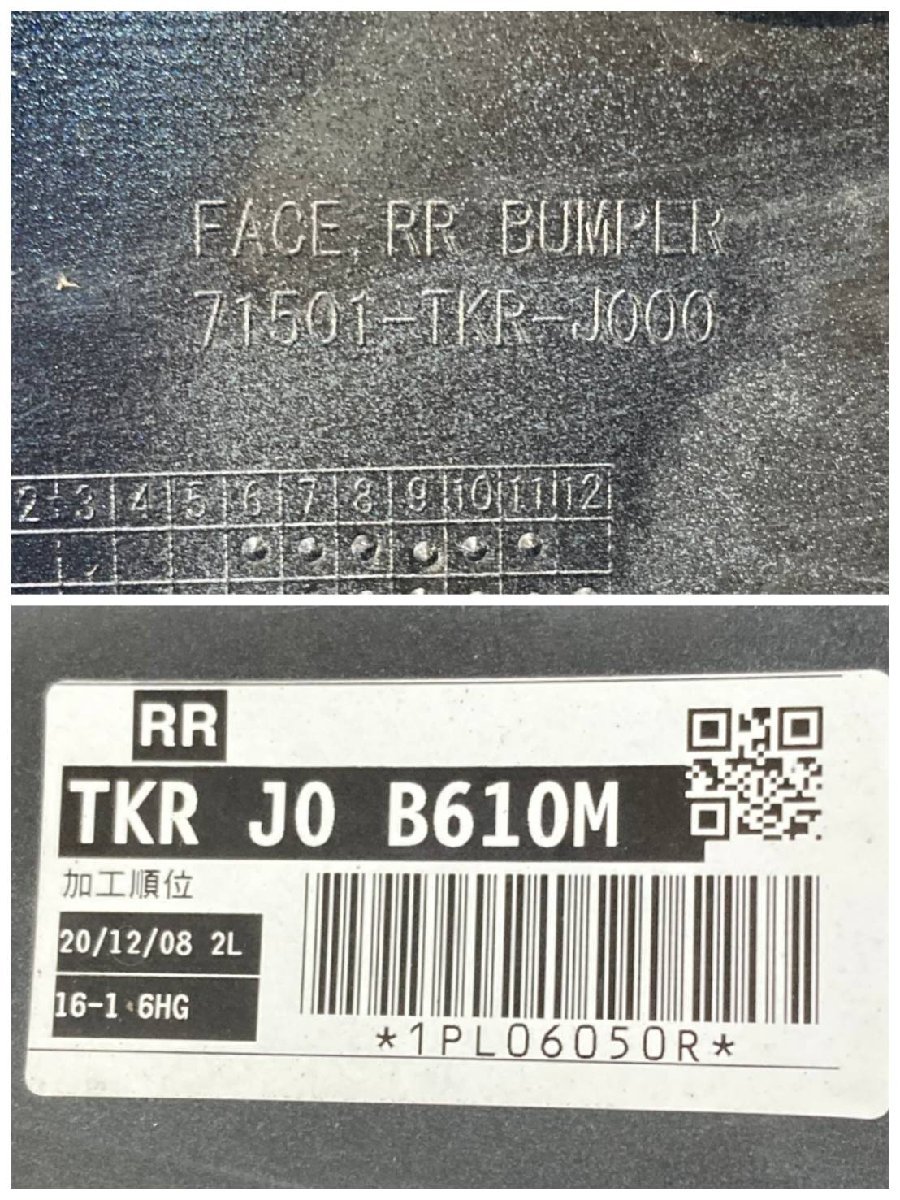 FACE, RR BUMPER
71501-TKR-J000
2 3 4 5 6 7 8 9 10 11 12
RR
TKR J0 B610M
加工順位
20/12/08 2L
16-1 6HG
*1PL06050R*